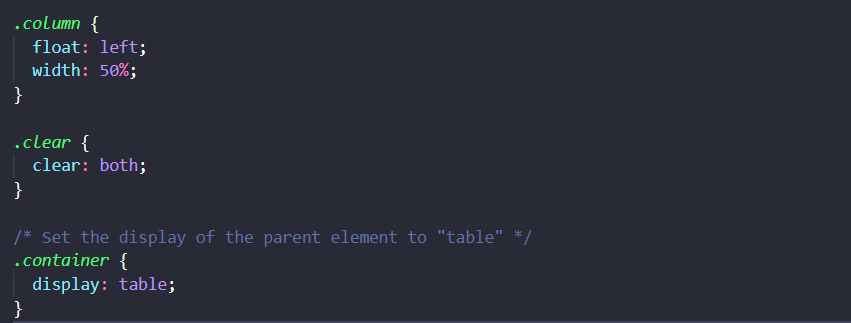 .column {
  float: left;
  width: 50%;
}

.clear {
  clear: both;
}

/* Set the display of the parent element to "table" */
.container {
  display: table;
}